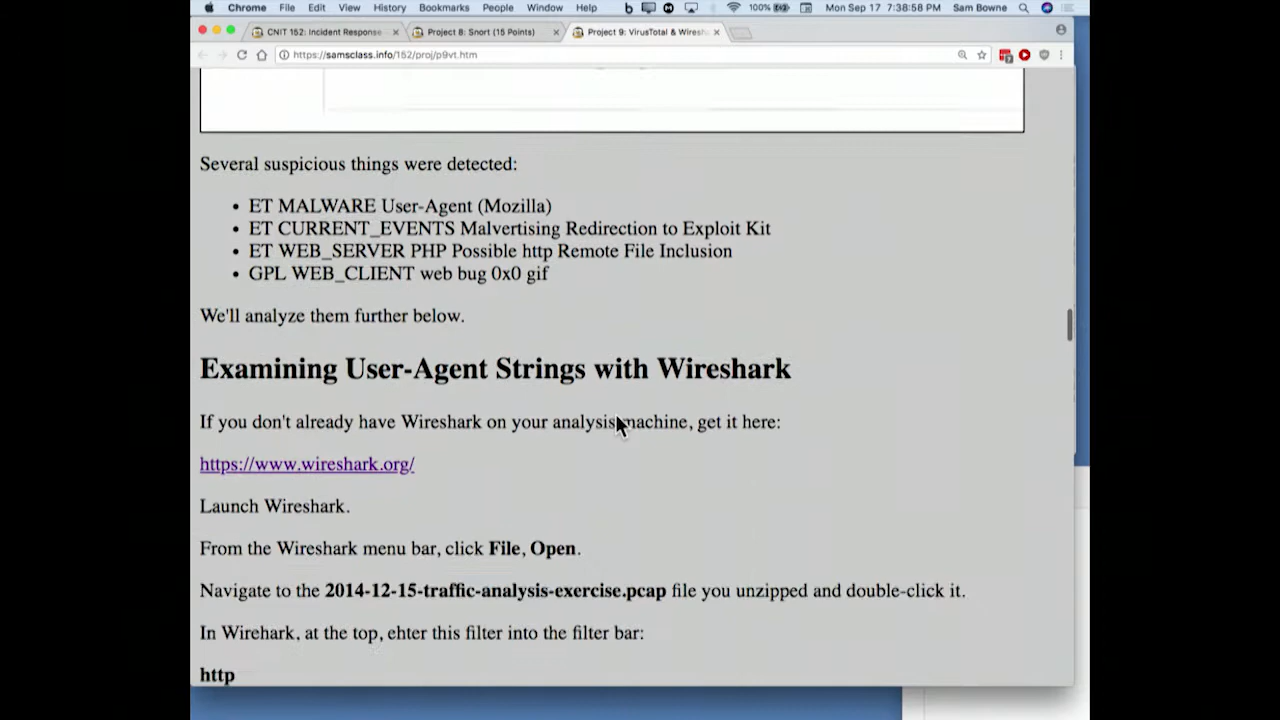 Chrome File Edit View History Bookmarks People Window Help 100% Mon Sep 17 7:38:58 PM Sam Bowne
CNIT 152: Incident Response Project 8: Snort (15 Points) Project 9: VirusTotal & Wiresh
https://samsclass.info/152/proj/p9vt.htm
Several suspicious things were detected:
• ET MALWARE User-Agent (Mozilla)
• ET CURRENT_EVENTS Malvertising Redirection to Exploit Kit
• ET WEB_SERVER PHP Possible http Remote File Inclusion
• GPL WEB_CLIENT web bug 0x0 gif
We'll analyze them further below.
Examining User-Agent Strings with Wireshark
If you don't already have Wireshark on your analysis machine, get it here:
https://www.wireshark.org/
Launch Wireshark.
From the Wireshark menu bar, click File, Open.
Navigate to the 2014-12-15-traffic-analysis-exercise.pcap file you unzipped and double-click it.
In Wirehark, at the top, ehter this filter into the filter bar:
http